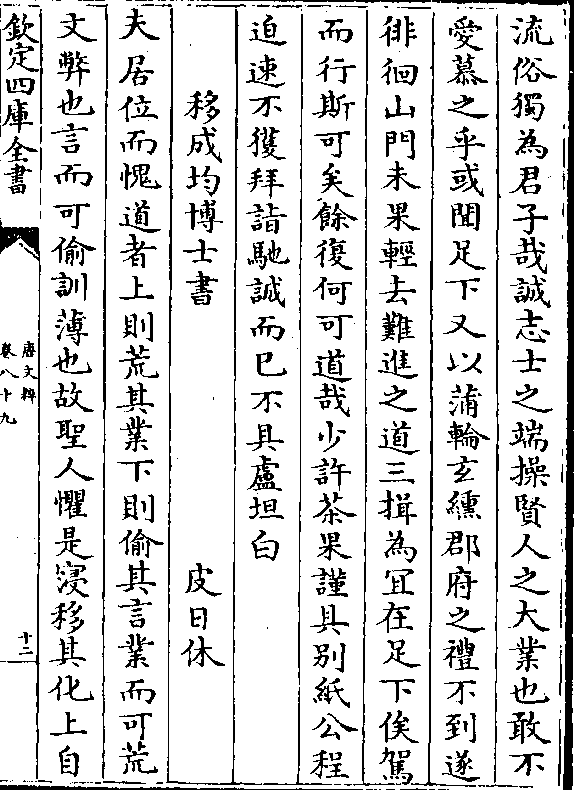 流俗獨為君子哉誠志士之端操賢人之大業也敢不
愛慕之乎或聞足下又以蒲輪玄纁郡府之禮不到遂
徘徊山門未果輕去難進之道三揖為宜在足下俟駕
而行斯可矣餘復何可道哉少許茶果謹具别紙公程
迫速不獲拜詣馳誠而已不具盧坦白
移成均博士書 皮日休
夫居位而愧道者上則荒其業下則偷其言業而可荒
文弊也言而可偷訓薄也故聖人懼是寖移其化上自
欽定四庫全書
唐文粹
卷八十九
十二